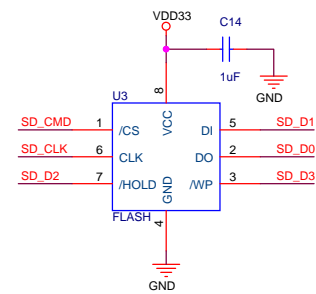 VDD33
C14
1uF
GND
U3
8
VCC
SD_CMD 1 /CS DI 5 SD_D1
SD_CLK 6 CLK DO 2 SD_D0
SD_D2 7 /HOLD /WP 3 SD_D3
GND
FLASH
4
GND